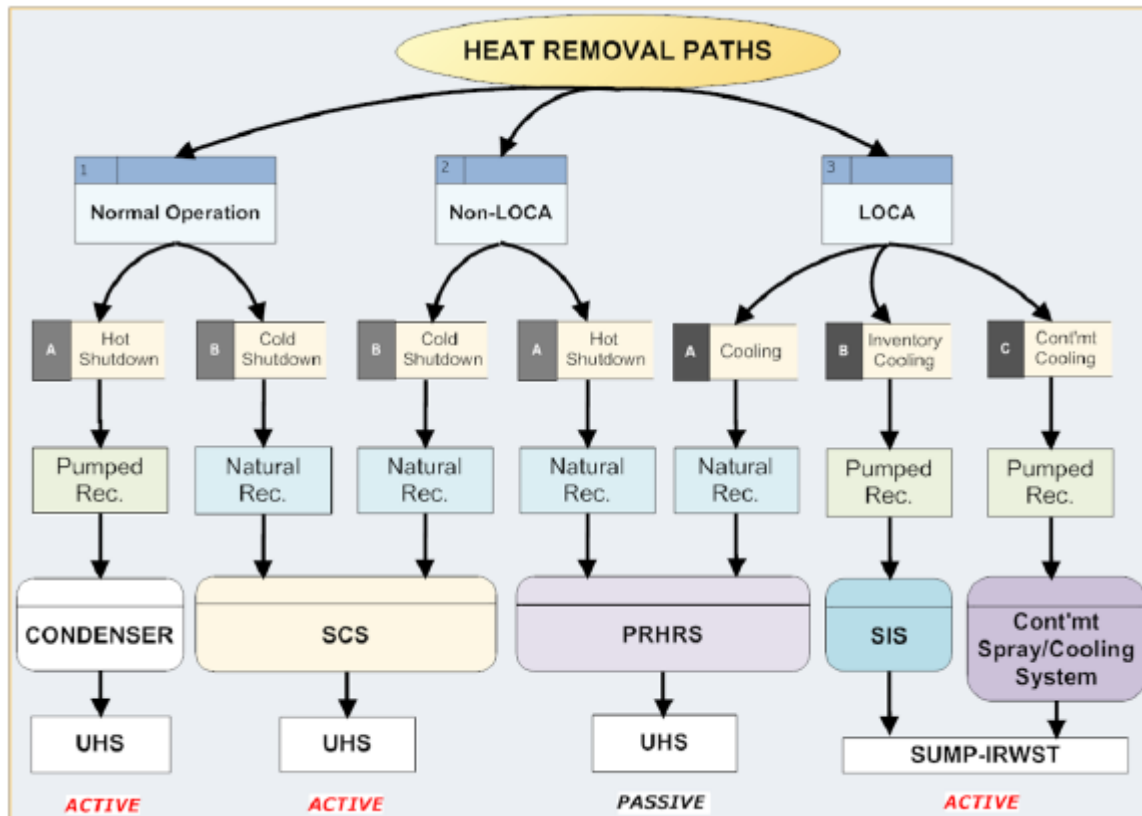 HEAT REMOVAL PATHS
1
2
3
Normal Operation
Non-LOCA
LOCA
A
Hot
Shutdown
B
Cold
Shutdown
B
Cold
Shutdown
A
Hot
Shutdown
A
Cooling
B
Inventory
Cooling
C
Cont'mt
Cooling
Pumped
Rec.
Natural
Rec.
Natural
Rec.
Natural
Rec.
Natural
Rec.
Pumped
Rec.
Pumped
Rec.
CONDENSER
SCS
PRHRS
SIS
Cont'mt
Spray/Cooling
System
UHS
UHS
UHS
SUMP-IRWST
ACTIVE
ACTIVE
PASSIVE
ACTIVE